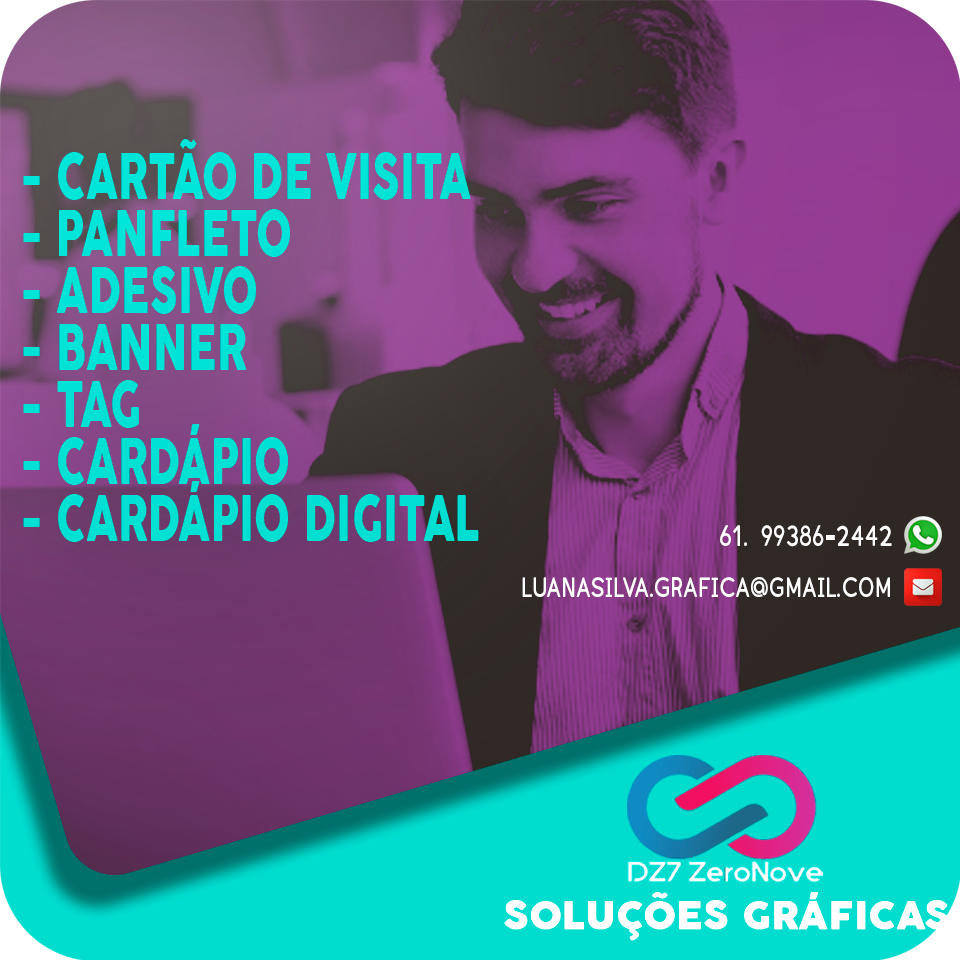 - CARTÃO DE VISITA
- PANFLETO
- ADESIVO
- BANNER
- TAG
- CARDÁPIO
- CARDÁPIO DIGITAL
61. 99386-2442
LUANASILVA.GRAFICA@GMAIL.COM
DZ7 ZeroNove
SOLUÇÕES GRÁFICAS